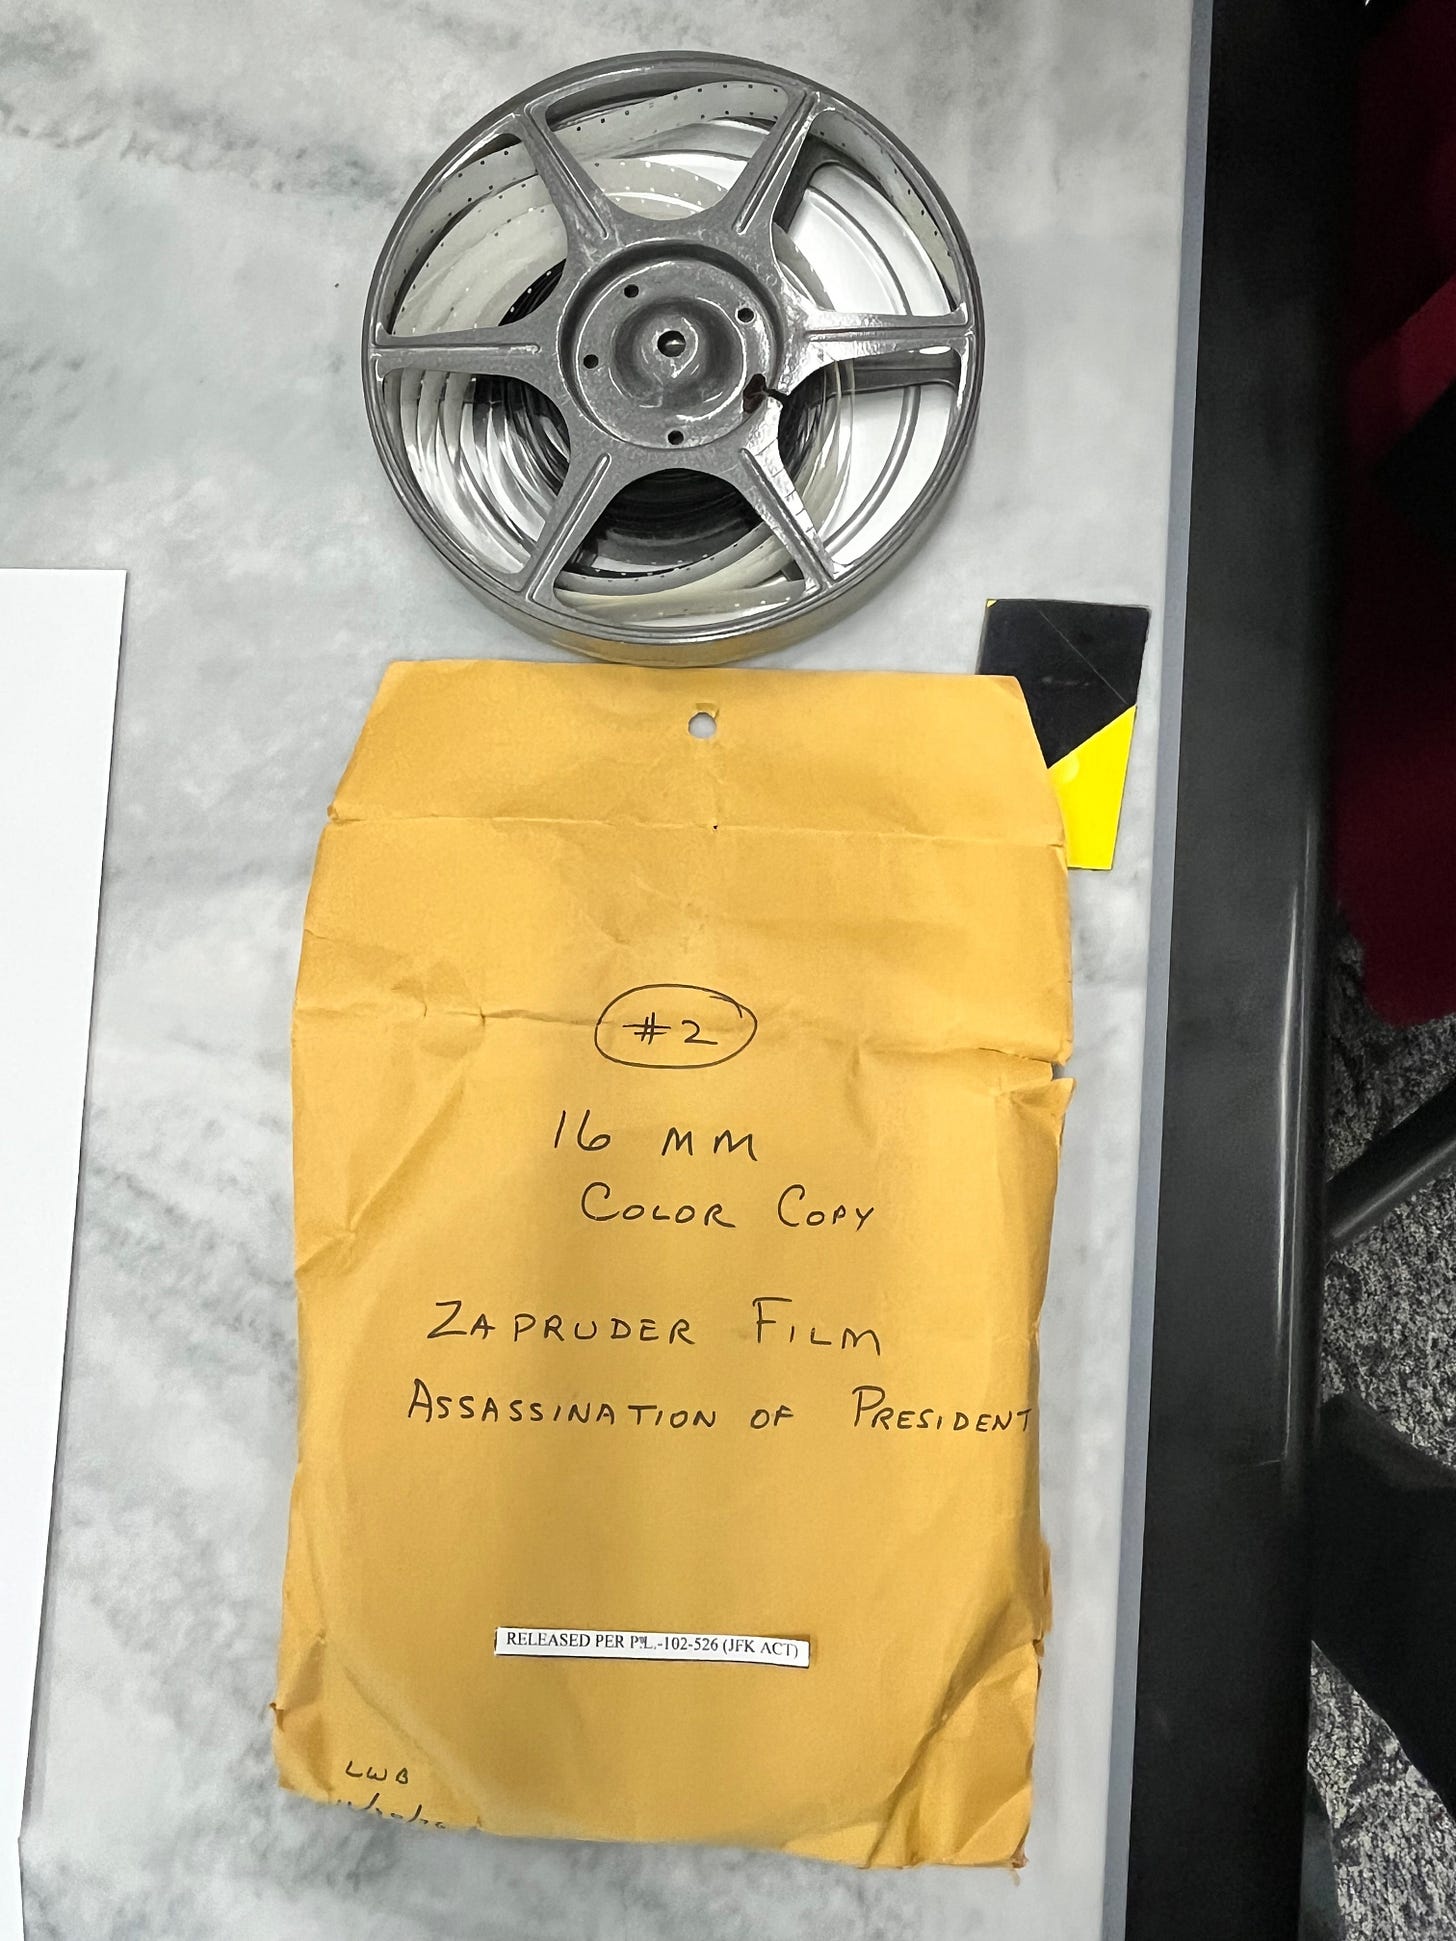 #2
16 MM
COLOR COPY
ZAPRUDER FILM
ASSASSINATION OF PRESIDENT
RELEASED PER P.L.-102-526 (JFK ACT)
LWB